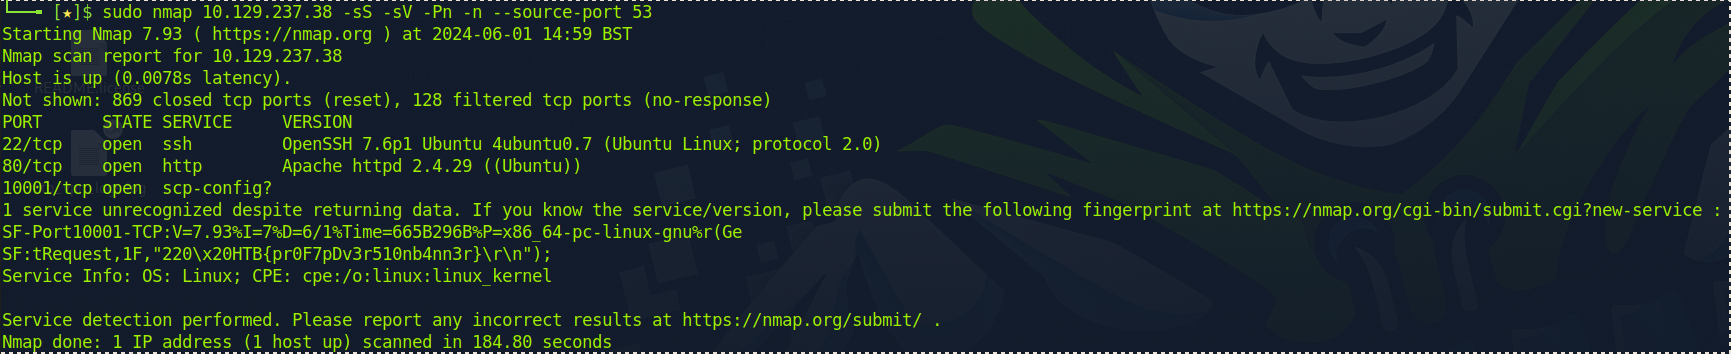 [★]$ sudo nmap 10.129.237.38 -sS -sV -Pn -n --source-port 53
Starting Nmap 7.93 ( https://nmap.org ) at 2024-06-01 14:59 BST
Nmap scan report for 10.129.237.38
Host is up (0.0078s latency).
Not shown: 869 closed tcp ports (reset), 128 filtered tcp ports (no-response)
PORT      STATE SERVICE     VERSION
22/tcp    open  ssh         OpenSSH 7.6p1 Ubuntu 4ubuntu0.7 (Ubuntu Linux; protocol 2.0)
80/tcp    open  http        Apache httpd 2.4.29 ((Ubuntu))
10001/tcp open  scp-config?
1 service unrecognized despite returning data. If you know the service/version, please submit the following fingerprint at https://nmap.org/cgi-bin/submit.cgi?new-service :
SF-Port10001-TCP:V=7.93%I=7%D=6/1%Time=665B296B%P=x86_64-pc-linux-gnu%r(Ge
SF:tRequest,1F,"220\x20HTB{pr0F7pDv3r510nb4nn3r}\r\n");
Service Info: OS: Linux; CPE: cpe:/o:linux:linux_kernel

Service detection performed. Please report any incorrect results at https://nmap.org/submit/ .
Nmap done: 1 IP address (1 host up) scanned in 184.80 seconds